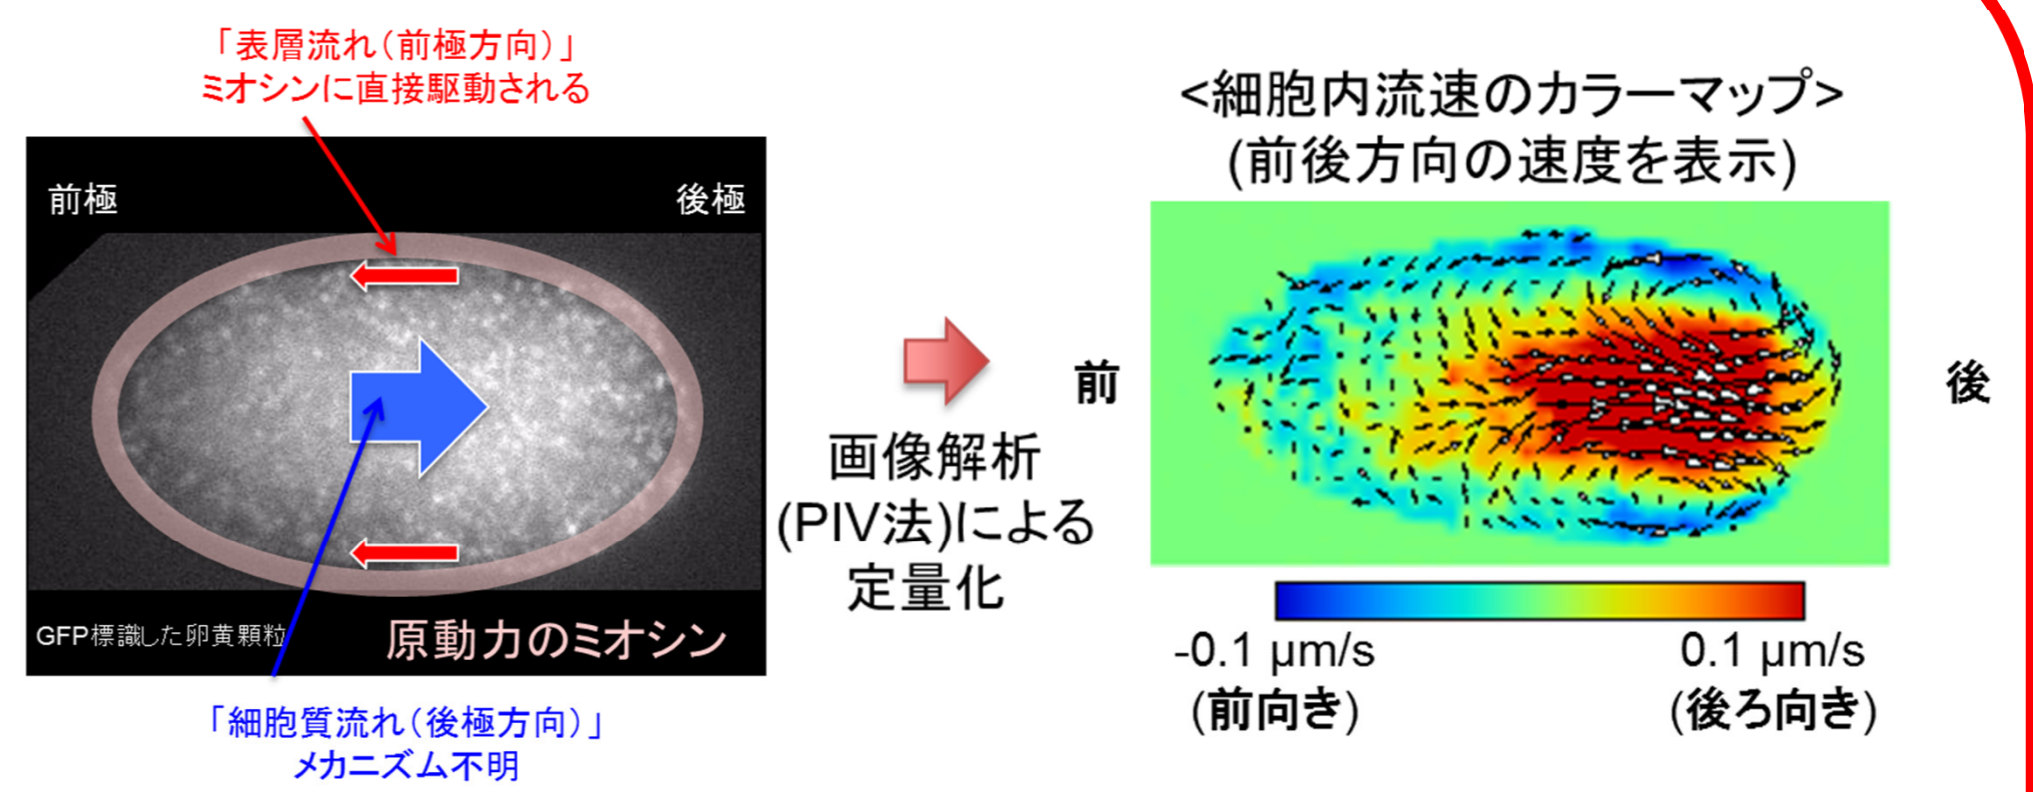 「表層流れ（前極方向）」
ミオシンに直接駆動される
前極
後極
GFP標識した卵黄顆粒
原動力のミオシン
「細胞質流れ（後極方向）」
メカニズム不明
画像解析
(PIV法)による
定量化
<細胞内流速のカラーマップ>
(前後方向の速度を表示)
前
後
-0.1 μm/s
(前向き)
0.1 μm/s
(後ろ向き)